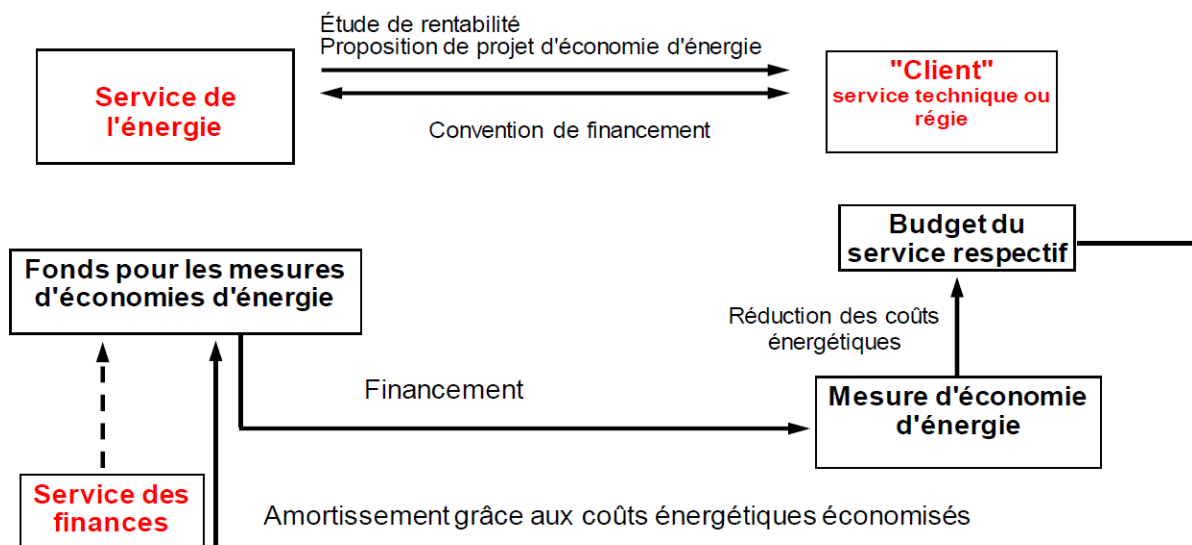 Étude de rentabilité
Proposition de projet d'économie d'énergie
Service de
l'énergie
"Client"
service technique ou
régie
Convention de financement
Budget du
service respectif
Fonds pour les mesures
d'économies d'énergie
Réduction des coûts
énergétiques
Financement
Mesure d'économie
d'énergie
Service des
finances
Amortissement grâce aux coûts énergétiques économisés